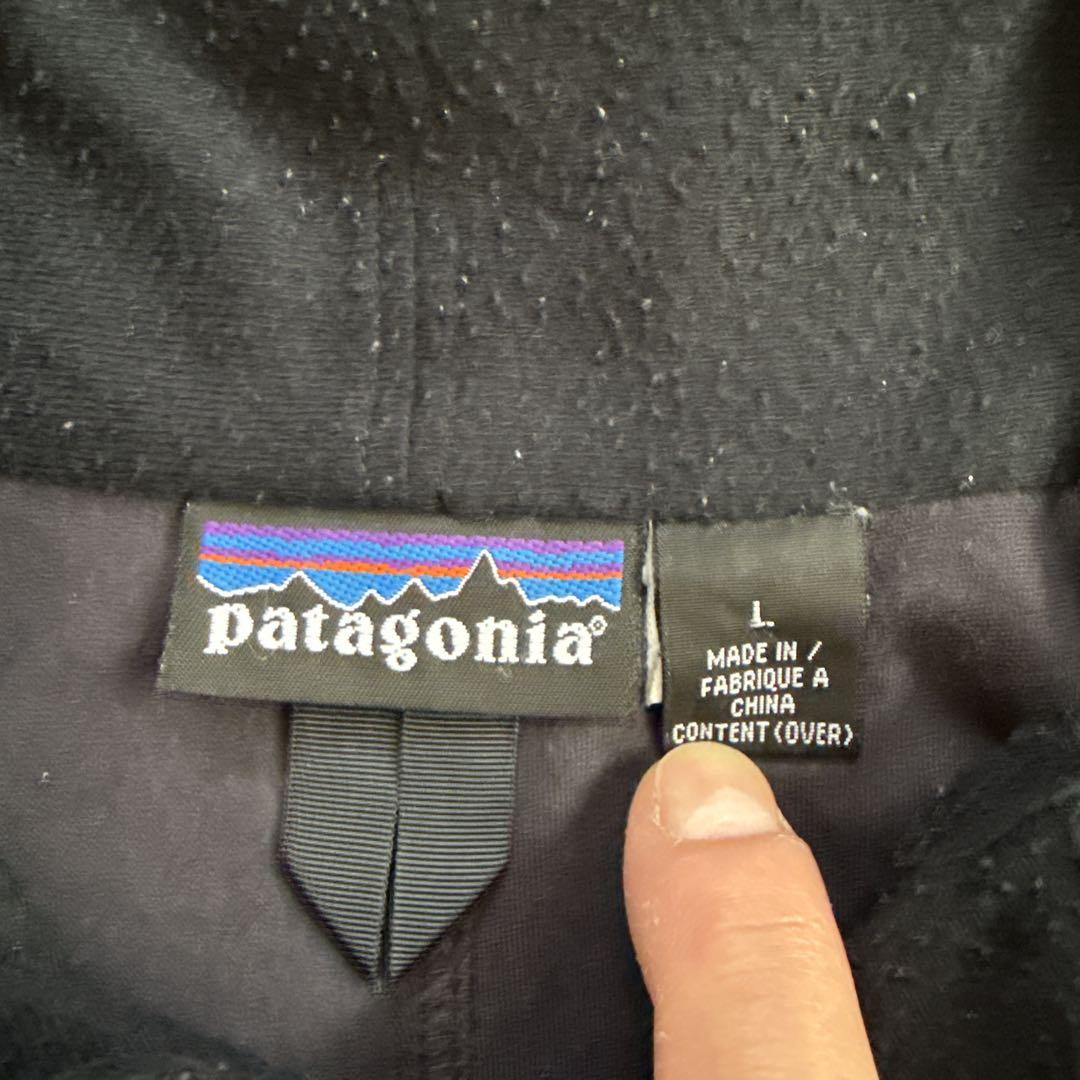 patagonia®
L
MADE IN /
FABRIQUE A
CHINA
CONTENT (OVER)